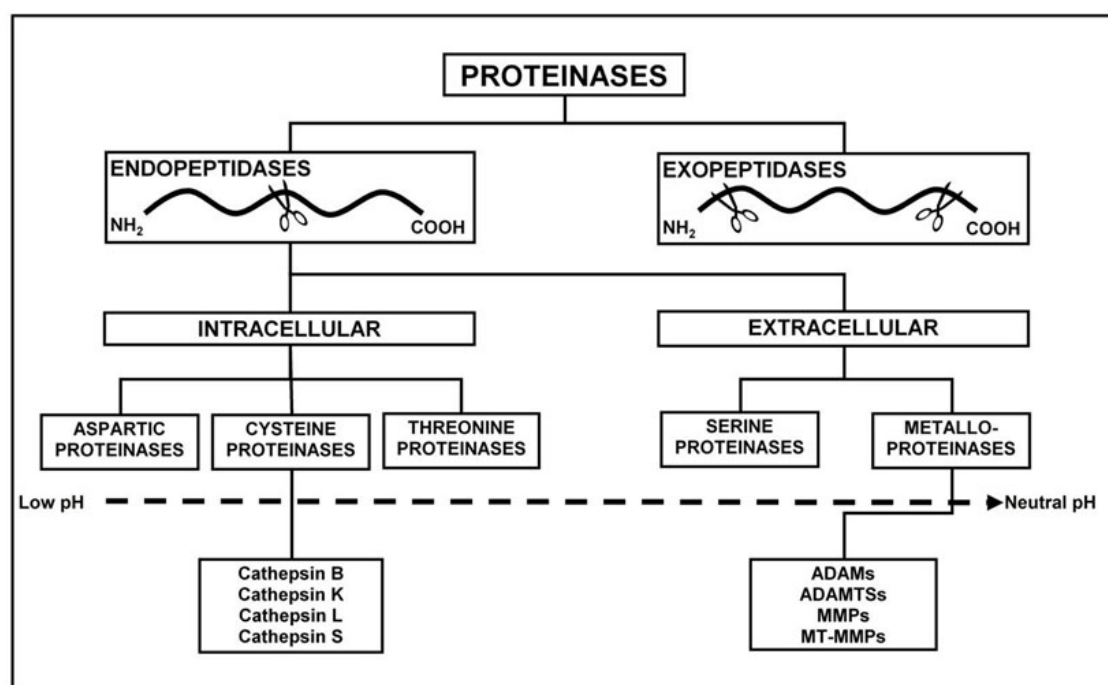 PROTEINASES
ENDOPEPTIDASES
NH₂
COOH
EXOPEPTIDASES
NH₂
COOH
INTRACELLULAR
EXTRACELLULAR
ASPARTIC
PROTEINASES
CYSTEINE
PROTEINASES
THREONINE
PROTEINASES
SERINE
PROTEINASES
METALLO-
PROTEINASES
Low pH
Neutral pH
Cathepsin B
Cathepsin K
Cathepsin L
Cathepsin S
ADAMs
ADAMTSs
MMPs
MT-MMPs